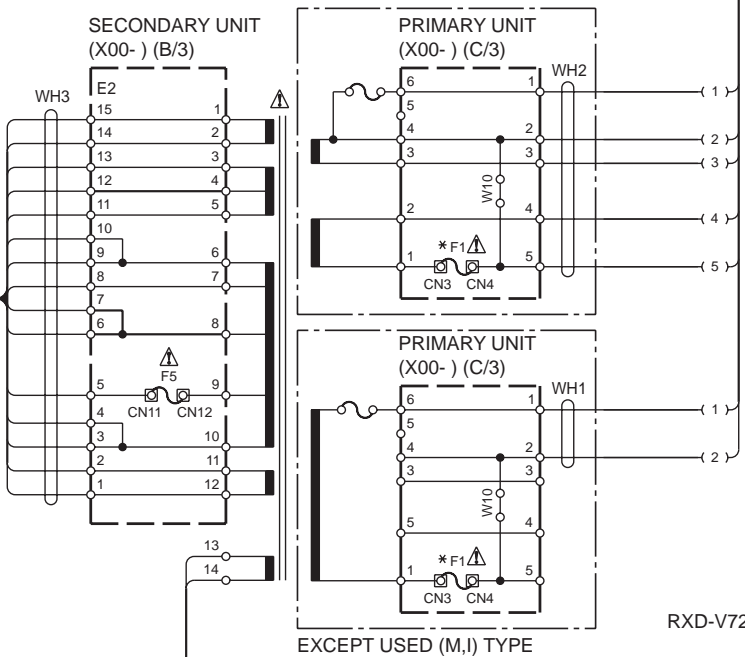 SECONDARY UNIT
(X00- ) (B/3)
E2
WH3
15 1
14 2
13 3
12 4
11 5
10
9 6
8 7
7
6 8
F5
5 9
CN11 CN12
4
3 10
2 11
1 12
13
14
PRIMARY UNIT
(X00- ) (C/3)
WH2
6 1 1
5
4 2 2
3 3 3
W10
2 4 4
* F1
1 5 5
CN3 CN4
PRIMARY UNIT
(X00- ) (C/3)
WH1
6 1 1
5
4 2 2
3 3
W10
5 4
* F1
1 5
CN3 CN4
EXCEPT USED (M,I) TYPE
RXD-V72